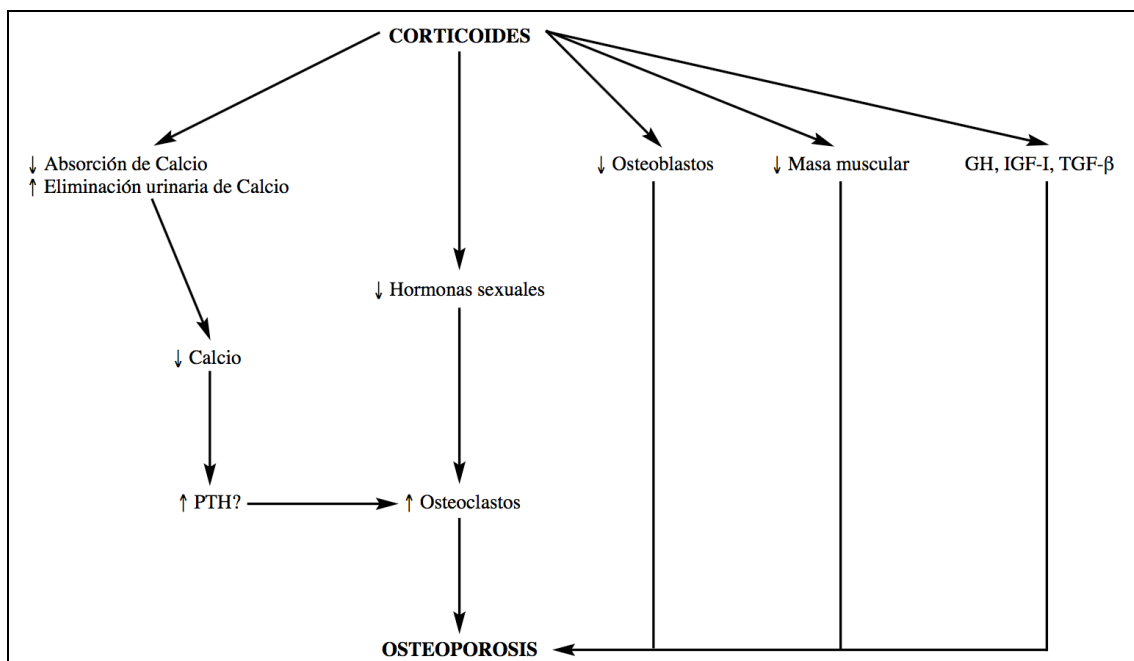 CORTICOIDES
↓ Absorción de Calcio
↑ Eliminación urinaria de Calcio
↓ Osteoblastos
↓ Masa muscular
GH, IGF-I, TGF-β
↓ Hormonas sexuales
↓ Calcio
↑ PTH?
↑ Osteoclastos
OSTEOPOROSIS